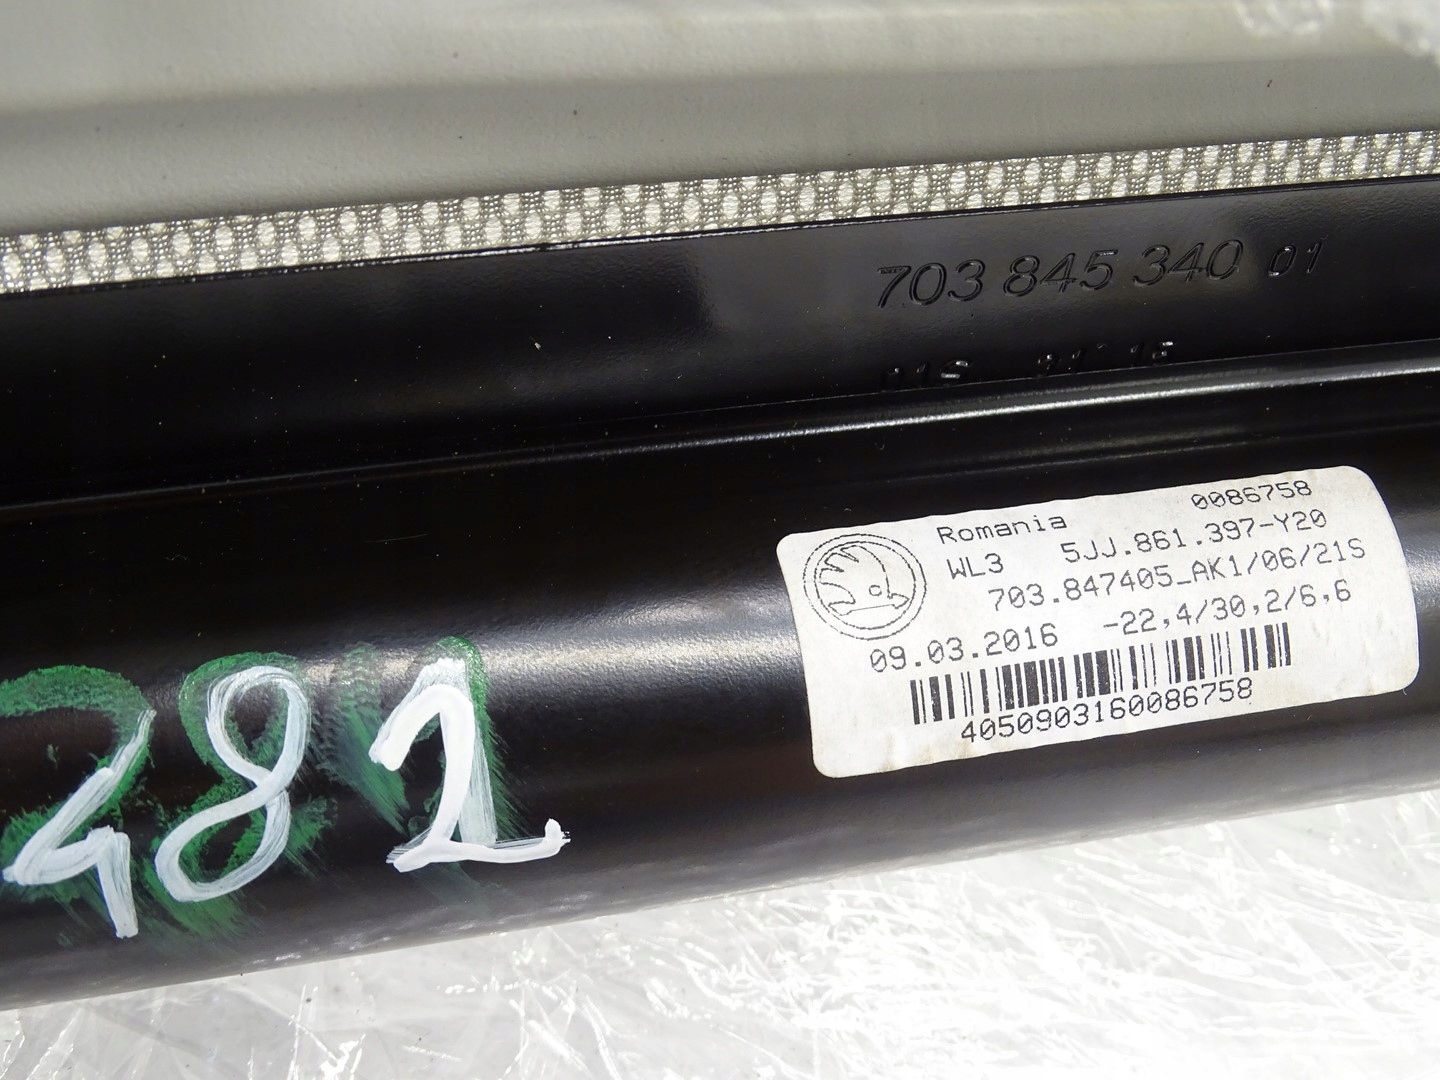 703 845 340 01
0086758
Romania
WL3 5JJ.861.397-Y20
703.847405_AK1/06/21S
09.03.2016 -22,4/30,2/6,6
4050903160086758
482